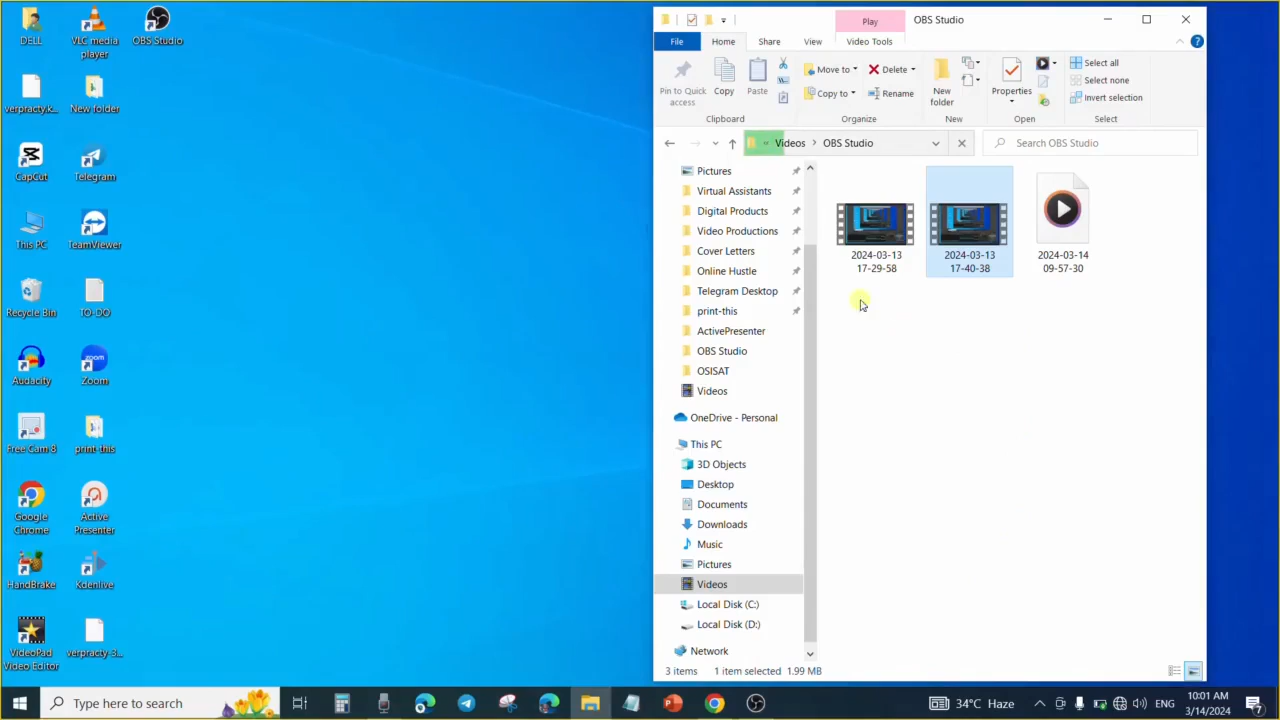 DELL
VLC media
player
OBS Studio
verpractyk...
New folder
CapCut
Telegram
This PC
TeamViewer
Recycle Bin
TO-DO
Audacity
Zoom
Free Cam 8
print-this
Google
Chrome
Active
Presenter
HandBrake
Kdenlive
VideoPad
Video Editor
verpracty-3...
Play
OBS Studio
File
Home
Share
View
Video Tools
Pin to Quick
access
Copy
Paste
Clipboard
Move to
Copy to
Delete
Rename
Organize
New
folder
New
Properties
Open
Select all
Select none
Invert selection
Select
« Videos > OBS Studio
Search OBS Studio
Pictures
Virtual Assistants
Digital Products
Video Productions
Cover Letters
Online Hustle
Telegram Desktop
print-this
ActivePresenter
OBS Studio
OSISAT
Videos
OneDrive - Personal
This PC
3D Objects
Desktop
Documents
Downloads
Music
Pictures
Videos
Local Disk (C:)
Local Disk (D:)
Network
2024-03-13
17-29-58
2024-03-13
17-40-38
2024-03-14
09-57-30
3 items 1 item selected 1.99 MB
Type here to search
34°C Haze
ENG
10:01 AM
3/14/2024
7